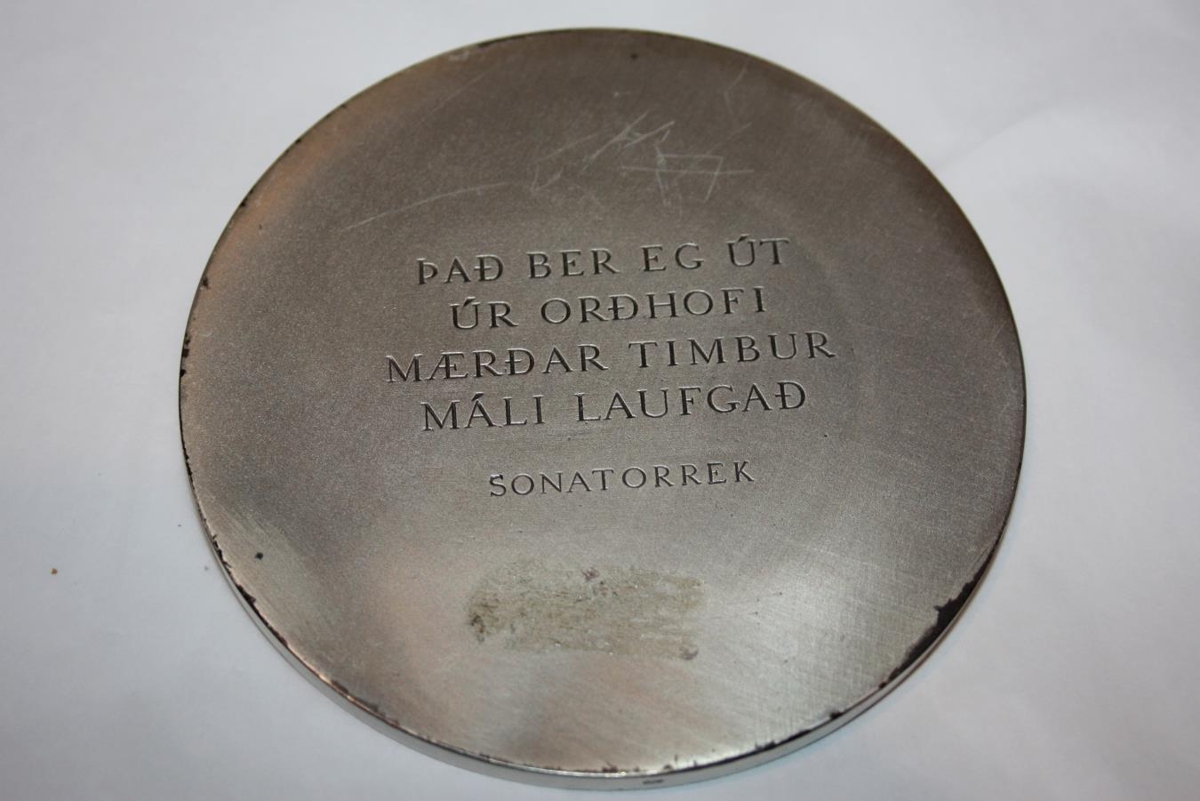 ÞAÐ BER EG ÚT
ÚR ORÐHOFI
MÆRÐAR TIMBUR
MÁLI LAUFGAÐ
SONATORREK